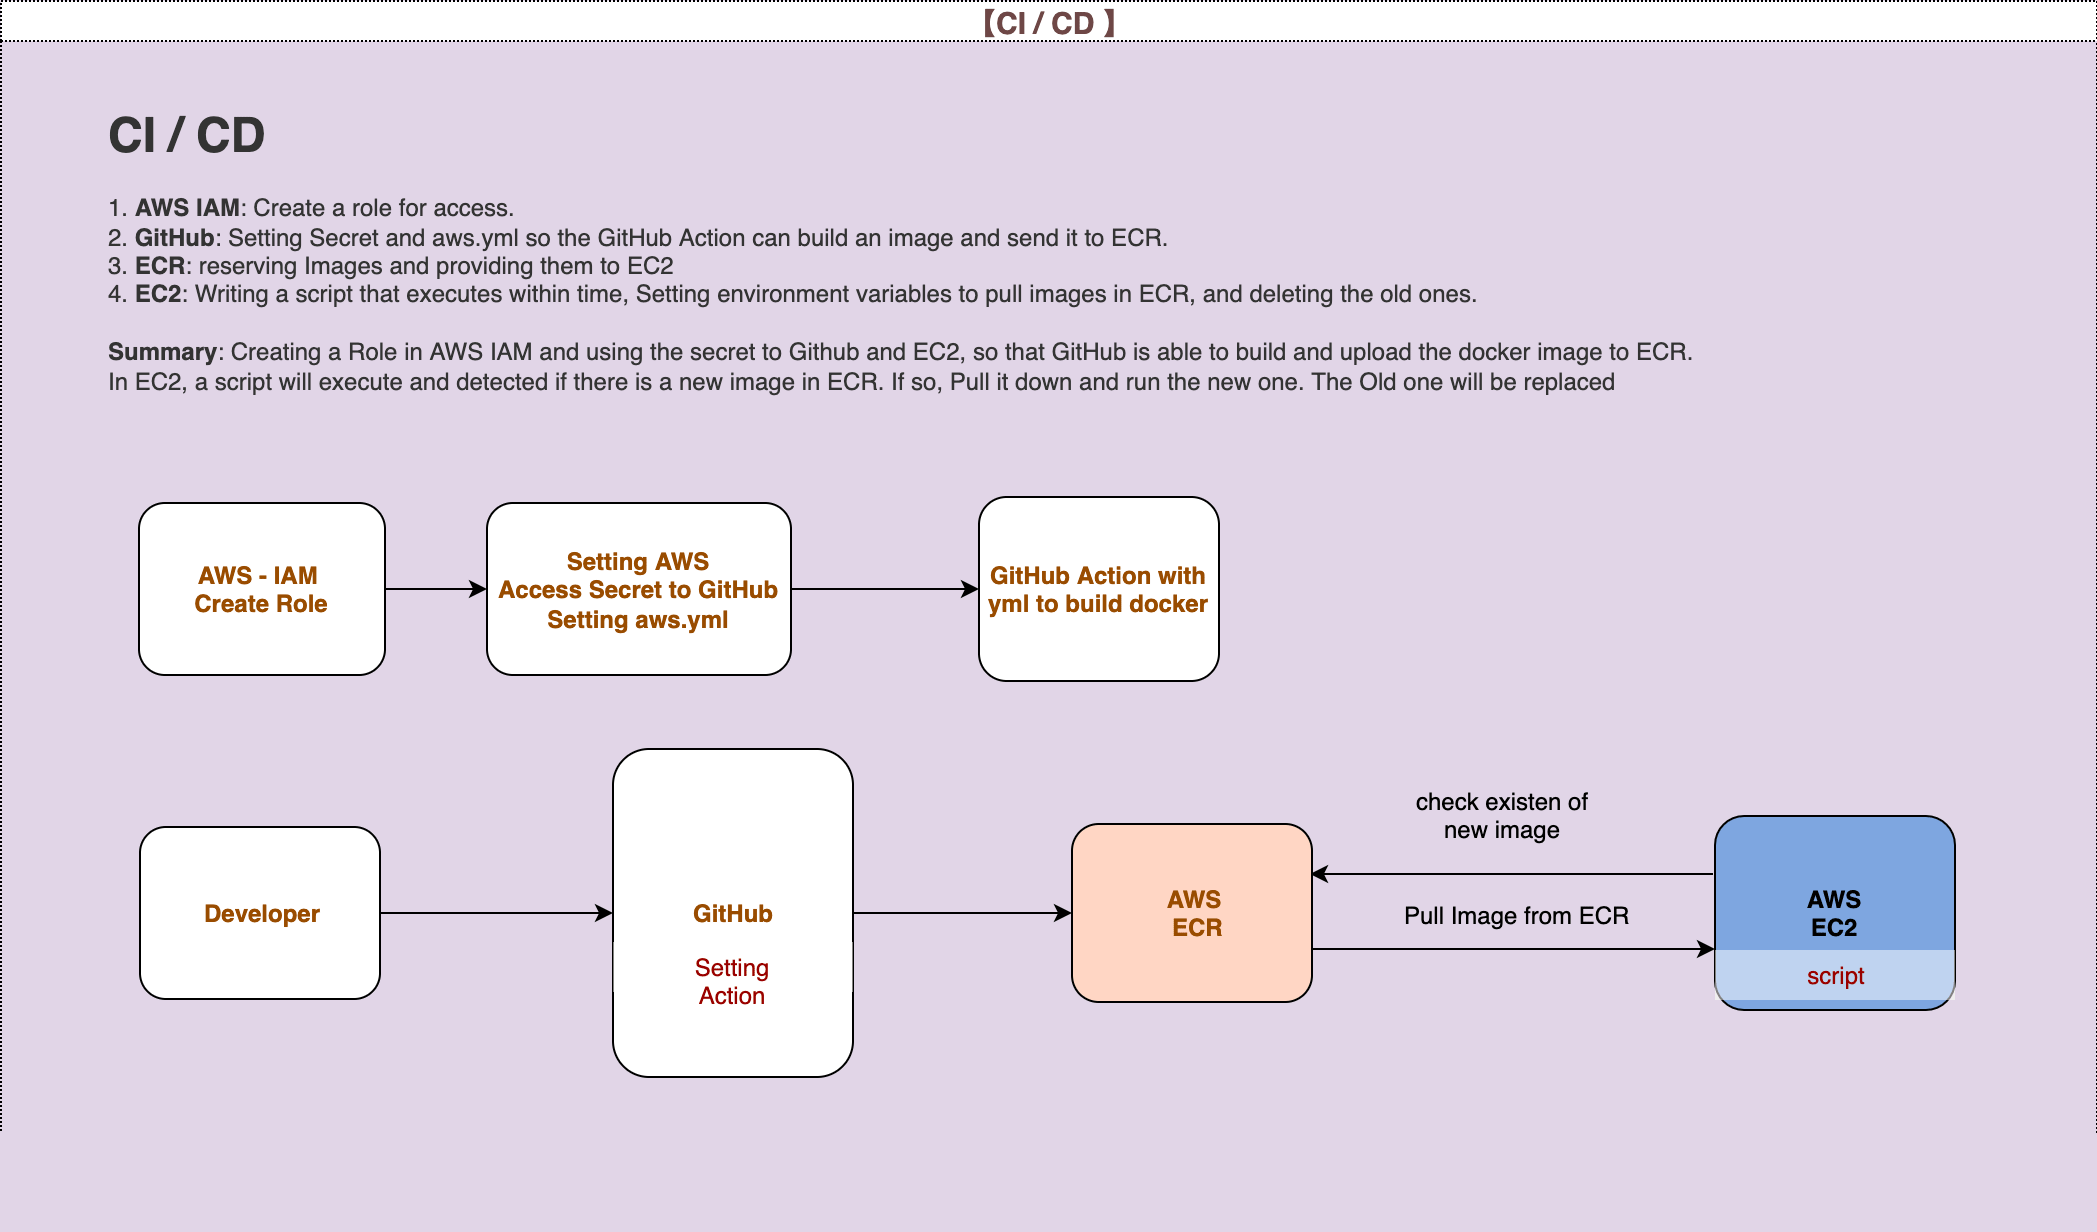 【CI / CD 】
CI / CD
1. AWS IAM: Create a role for access.
2. GitHub: Setting Secret and aws.yml so the GitHub Action can build an image and send it to ECR.
3. ECR: reserving Images and providing them to EC2
4. EC2: Writing a script that executes within time, Setting environment variables to pull images in ECR, and deleting the old ones.
Summary: Creating a Role in AWS IAM and using the secret to Github and EC2, so that GitHub is able to build and upload the docker image to ECR.
In EC2, a script will execute and detected if there is a new image in ECR. If so, Pull it down and run the new one. The Old one will be replaced
AWS - IAM
Create Role
Setting AWS
Access Secret to GitHub
Setting aws.yml
GitHub Action with
yml to build docker
Developer
GitHub
Setting
Action
AWS
ECR
check existen of
new image
Pull Image from ECR
AWS
EC2
script